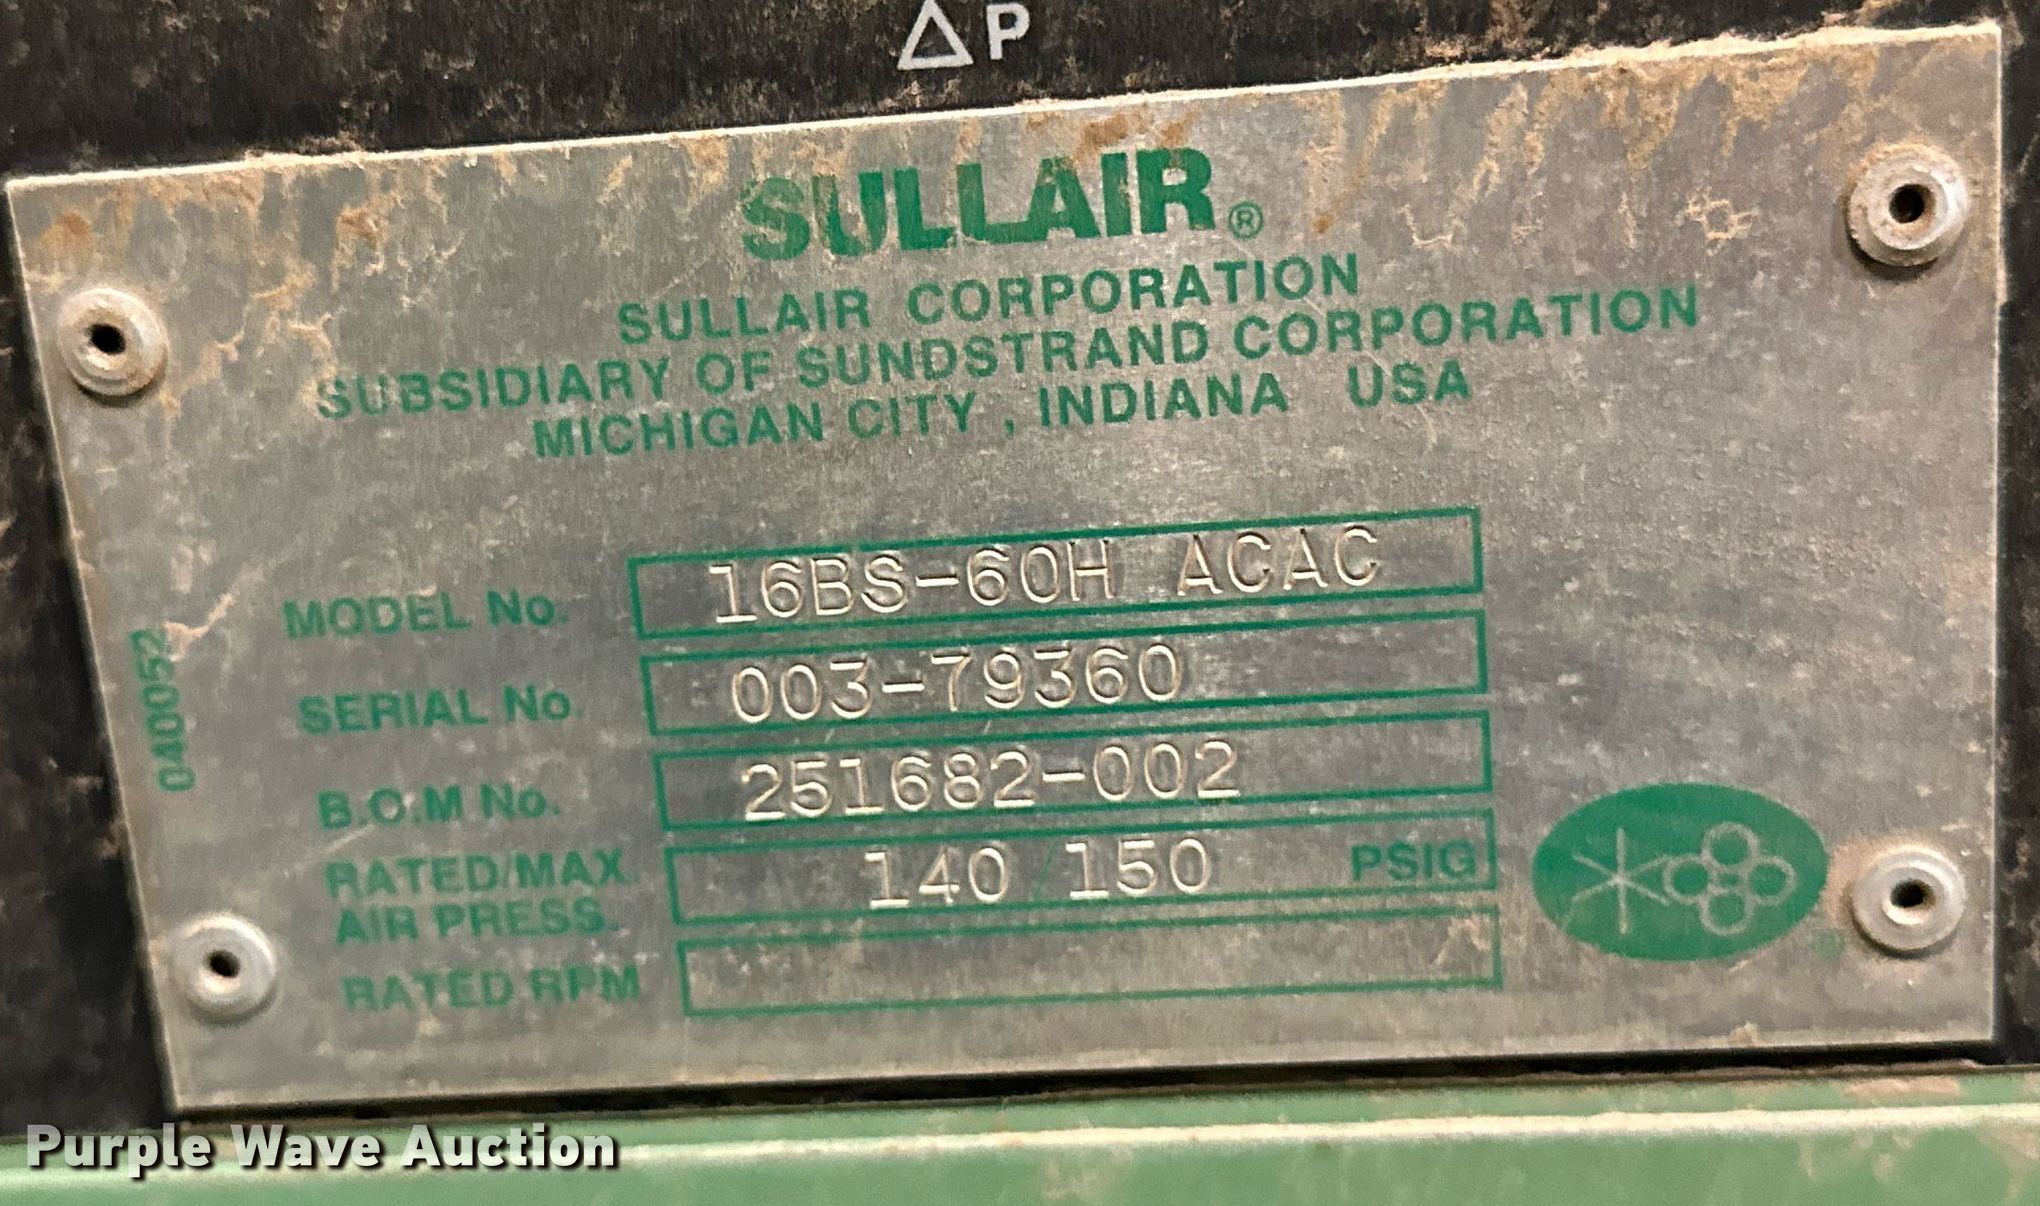 △P
SULLAIR®
SULLAIR CORPORATION
SUBSIDIARY OF SUNDSTRAND CORPORATION
MICHIGAN CITY, INDIANA USA
MODEL No. 16BS-60H ACAC
SERIAL No. 003-79360
B.O.M No. 251682-002
RATED/MAX. AIR PRESS. 140/150 PSIG
RATED RPM
040052
Purple Wave Auction